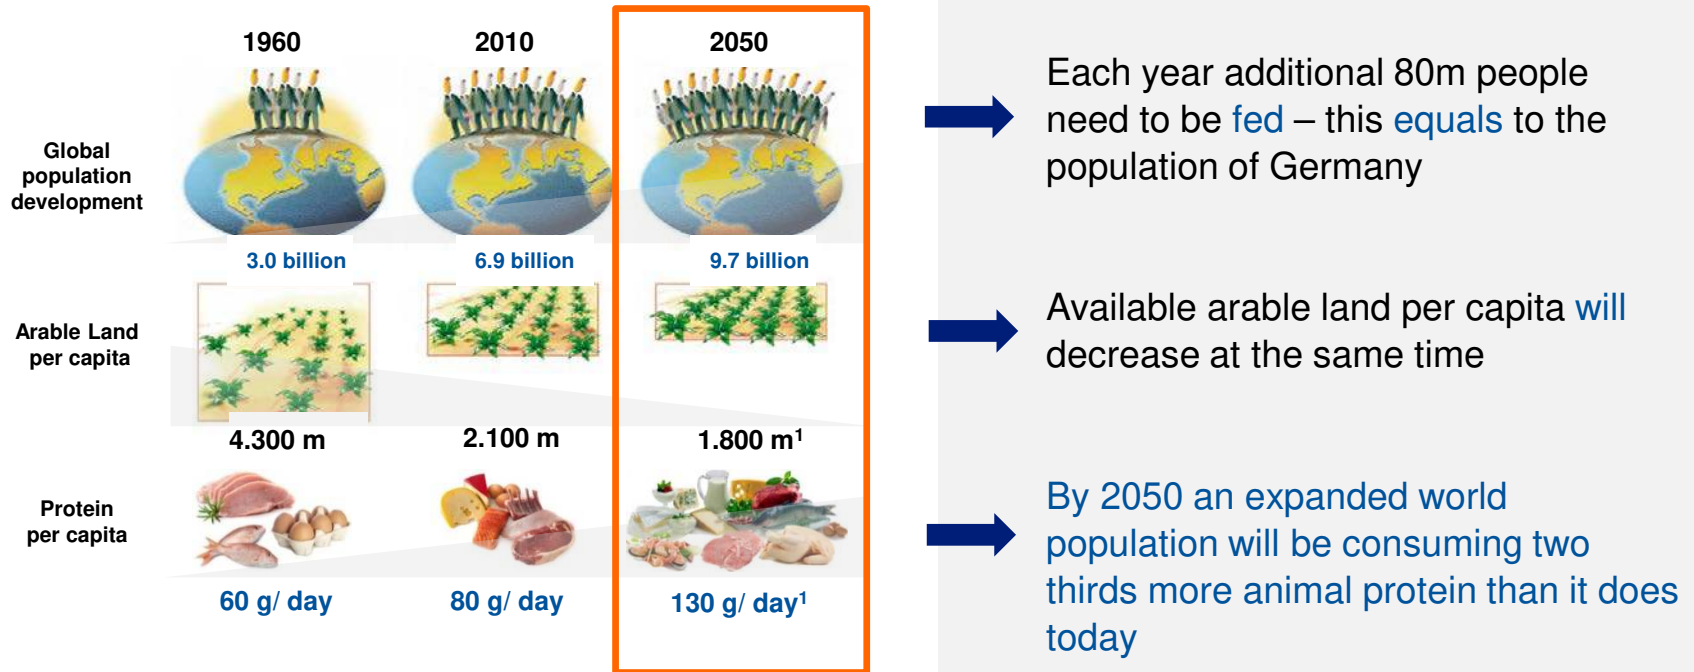 1960
2010
2050
Global
population
development
3.0 billion
6.9 billion
9.7 billion
Arable Land
per capita
4.300 m
2.100 m
1.800 m¹
Protein
per capita
60 g/ day
80 g/ day
130 g/ day¹
Each year additional 80m people
need to be fed – this equals to the
population of Germany
Available arable land per capita will
decrease at the same time
By 2050 an expanded world
population will be consuming two
thirds more animal protein than it does
today